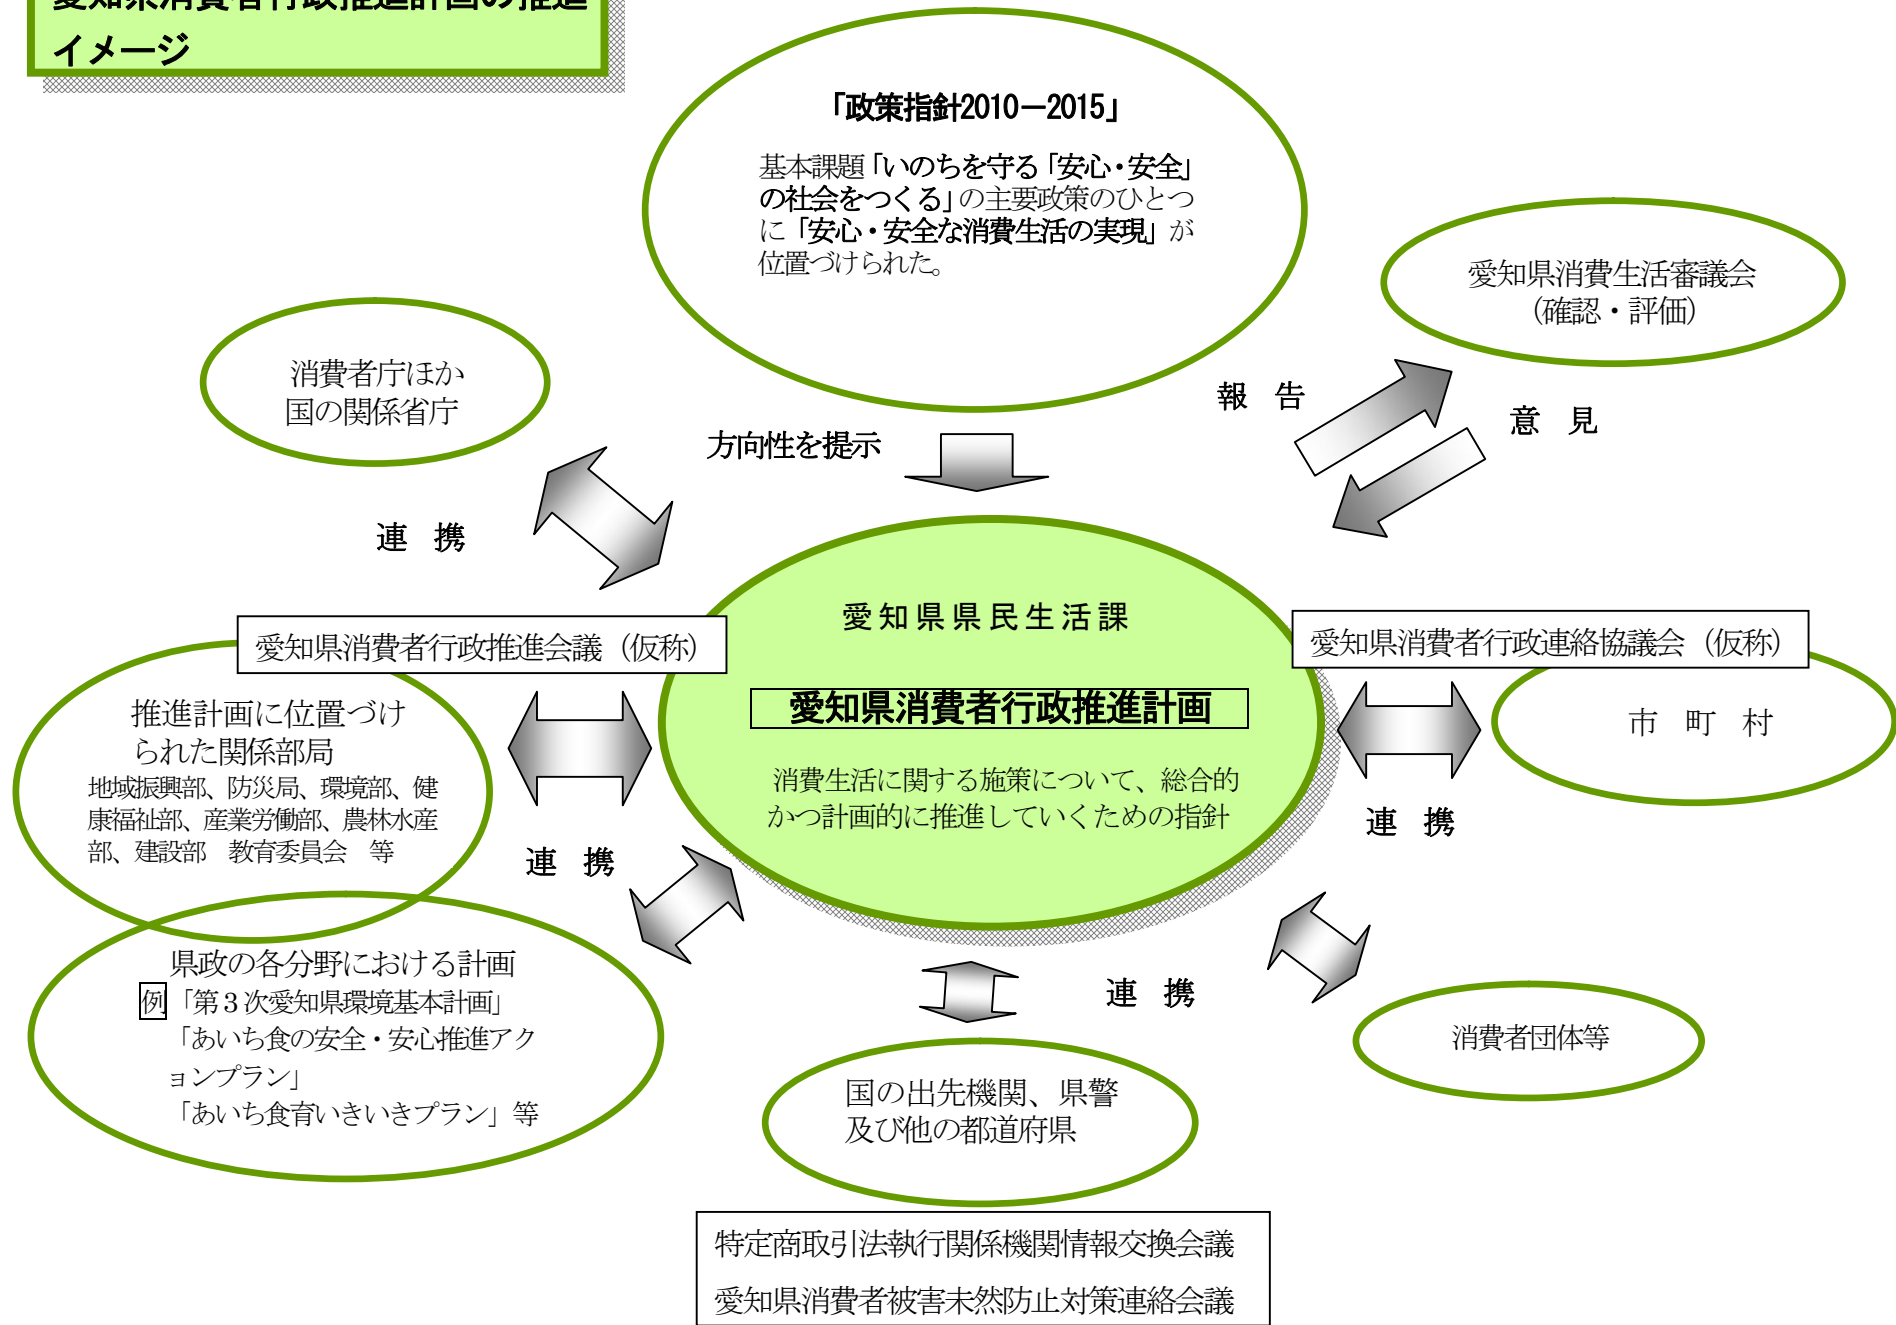 愛知県消費者行政推進計画の推進
イメージ
「政策指針2010－2015」
基本課題「いのちを守る「安心・安全」
の社会をつくる」の主要政策のひとつ
に「安心・安全な消費生活の実現」が
位置づけられた。
愛知県消費生活審議会
（確認・評価）
消費者庁ほか
国の関係省庁
報　告
意　見
方向性を提示
連　携
愛知県県民生活課
愛知県消費者行政推進会議（仮称）
愛知県消費者行政連絡協議会（仮称）
愛知県消費者行政推進計画
消費生活に関する施策について、総合的
かつ計画的に推進していくための指針
推進計画に位置づけ
られた関係部局
地域振興部、防災局、環境部、健
康福祉部、産業労働部、農林水産
部、建設部　教育委員会　等
市　町　村
連　携
連　携
県政の各分野における計画
例「第３次愛知県環境基本計画」
「あいち食の安全・安心推進アク
ョンプラン」
「あいち食育いきいきプラン」等
連　携
消費者団体等
国の出先機関、県警
及び他の都道府県
特定商取引法執行関係機関情報交換会議
愛知県消費者被害未然防止対策連絡会議